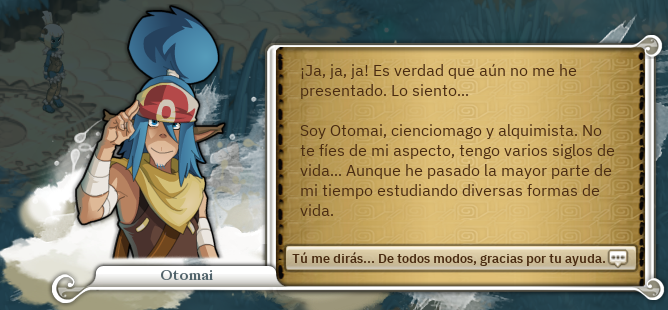 ¡Ja, ja, ja! Es verdad que aún no me he
presentado. Lo siento...
Soy Otomai, cienciomago y alquimista. No
te fíes de mi aspecto, tengo varios siglos de
vida... Aunque he pasado la mayor parte de
mi tiempo estudiando diversas formas de
vida.
Tú me dirás... De todos modos, gracias por tu ayuda.
Otomai